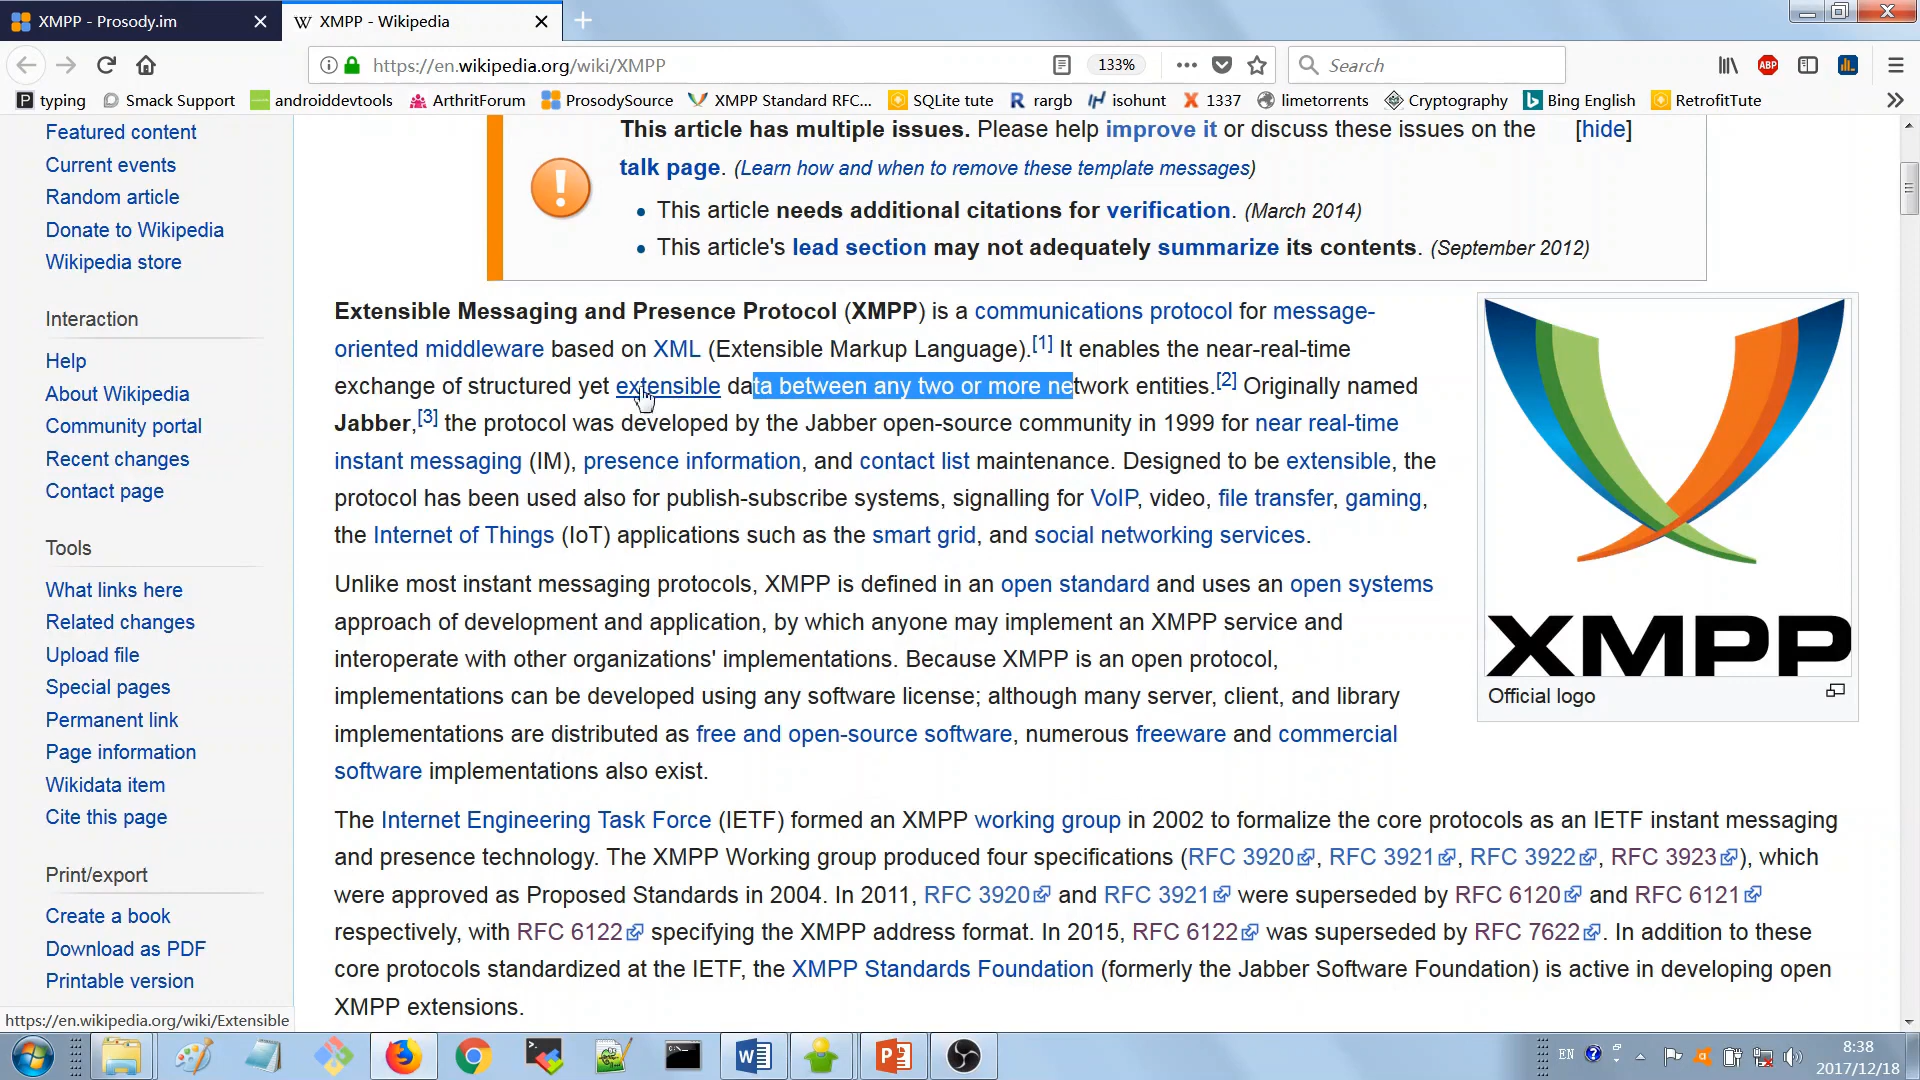 XMPP - Prosody.im
XMPP - Wikipedia
https://en.wikipedia.org/wiki/XMPP
133%
Search
typing
Smack Support
androiddevtools
ArthritForum
ProsodySource
XMPP Standard RFC...
SQLite tute
rargb
isohunt
1337
limetorrents
Cryptography
Bing English
RetrofitTute
Featured content
Current events
Random article
Donate to Wikipedia
Wikipedia store
Interaction
Help
About Wikipedia
Community portal
Recent changes
Contact page
Tools
What links here
Related changes
Upload file
Special pages
Permanent link
Page information
Wikidata item
Cite this page
Print/export
Create a book
Download as PDF
Printable version
This article has multiple issues. Please help improve it or discuss these issues on the [hide]
talk page. (Learn how and when to remove these template messages)
• This article needs additional citations for verification. (March 2014)
• This article's lead section may not adequately summarize its contents. (September 2012)
Extensible Messaging and Presence Protocol (XMPP) is a communications protocol for message-
oriented middleware based on XML (Extensible Markup Language).[1] It enables the near-real-time
exchange of structured yet extensible data between any two or more network entities.[2] Originally named
Jabber,[3] the protocol was developed by the Jabber open-source community in 1999 for near real-time
instant messaging (IM), presence information, and contact list maintenance. Designed to be extensible, the
protocol has been used also for publish-subscribe systems, signalling for VoIP, video, file transfer, gaming,
the Internet of Things (IoT) applications such as the smart grid, and social networking services.
XMPP
Official logo
Unlike most instant messaging protocols, XMPP is defined in an open standard and uses an open systems
approach of development and application, by which anyone may implement an XMPP service and
interoperate with other organizations' implementations. Because XMPP is an open protocol,
implementations can be developed using any software license; although many server, client, and library
implementations are distributed as free and open-source software, numerous freeware and commercial
software implementations also exist.
The Internet Engineering Task Force (IETF) formed an XMPP working group in 2002 to formalize the core protocols as an IETF instant messaging
and presence technology. The XMPP Working group produced four specifications (RFC 3920, RFC 3921, RFC 3922, RFC 3923), which
were approved as Proposed Standards in 2004. In 2011, RFC 3920 and RFC 3921 were superseded by RFC 6120 and RFC 6121
respectively, with RFC 6122 specifying the XMPP address format. In 2015, RFC 6122 was superseded by RFC 7622. In addition to these
core protocols standardized at the IETF, the XMPP Standards Foundation (formerly the Jabber Software Foundation) is active in developing open
XMPP extensions.
https://en.wikipedia.org/wiki/Extensible
EN
8:38
2017/12/18